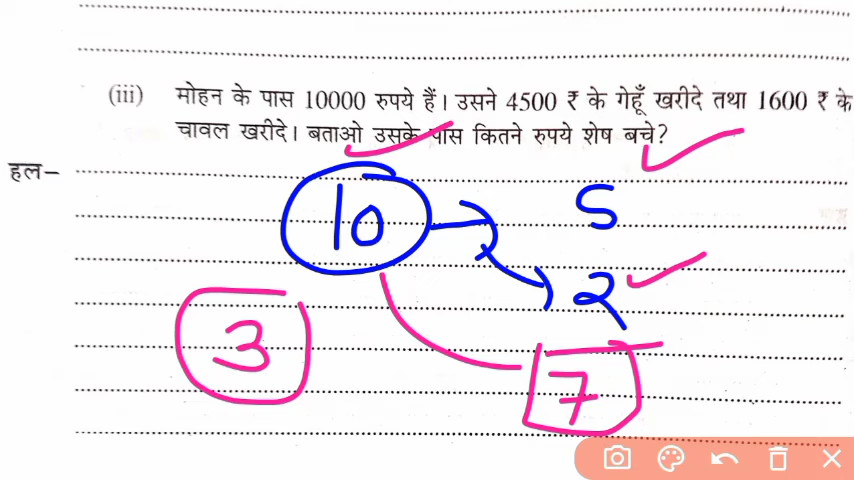 (iii) मोहन के पास 10000 रुपये हैं। उसने 4500 ₹ के गेहूँ खरीदे तथा 1600 ₹ के
चावल खरीदे। बताओ उसके पास कितने रुपये शेष बचे?
हल–
10 5
2
3
7